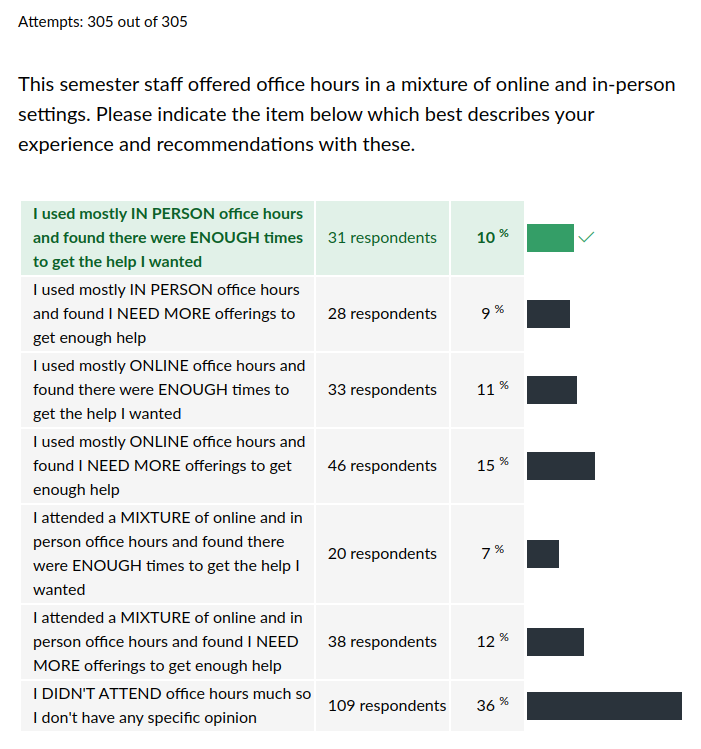 Attempts: 305 out of 305
This semester staff offered office hours in a mixture of online and in-person
settings. Please indicate the item below which best describes your
experience and recommendations with these.
I used mostly IN PERSON office hours
and found there were ENOUGH times
to get the help I wanted
31 respondents
10 %
I used mostly IN PERSON office hours
and found I NEED MORE offerings to
get enough help
28 respondents
9 %
I used mostly ONLINE office hours and
found there were ENOUGH times to
get the help I wanted
33 respondents
11 %
I used mostly ONLINE office hours and
found I NEED MORE offerings to get
enough help
46 respondents
15 %
I attended a MIXTURE of online and in
person office hours and found there
were ENOUGH times to get the help I
wanted
20 respondents
7 %
I attended a MIXTURE of online and in
person office hours and found I NEED
MORE offerings to get enough help
38 respondents
12 %
I DIDN'T ATTEND office hours much so
I don't have any specific opinion
109 respondents
36 %